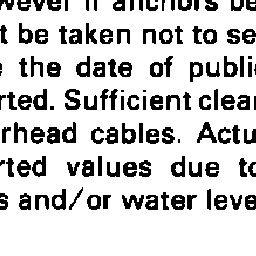 wever if anchors be
t be taken not to se
e the date of publi
rted. Sufficient clear
rhead cables. Actu
rted values due to
s and/or water leve